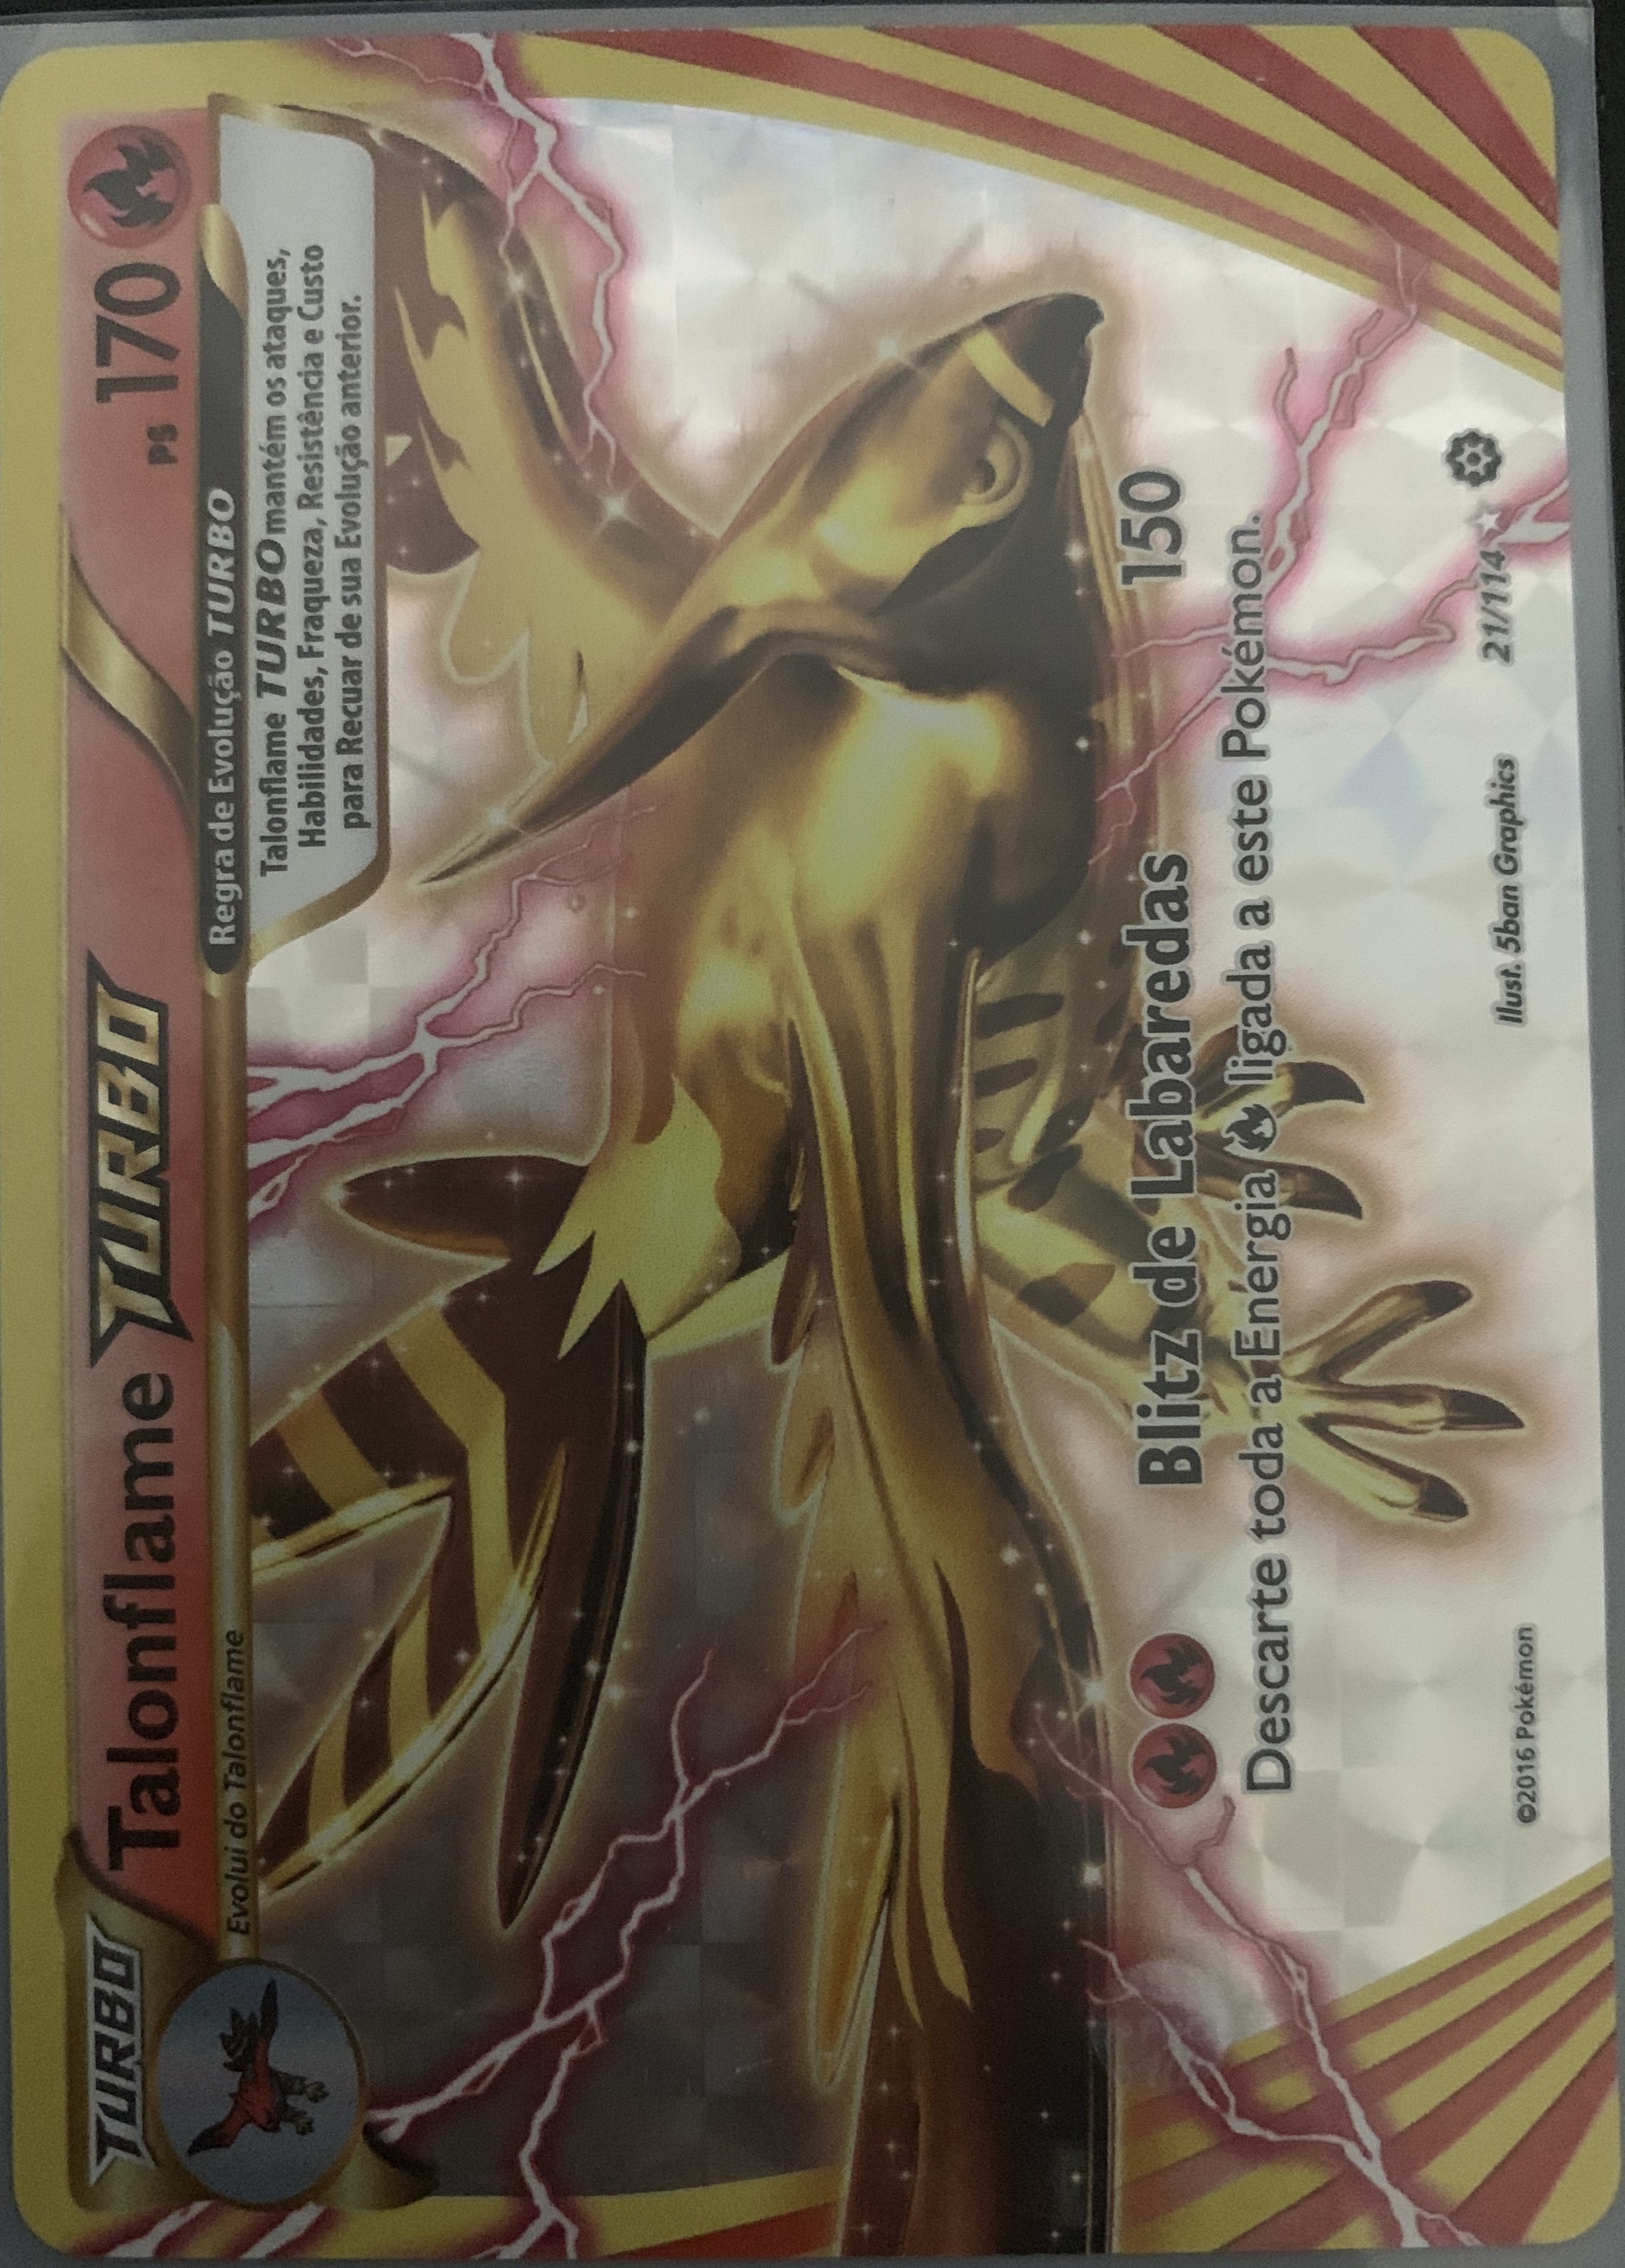 TURBO
Talonflame TURBO
PS 170
Evolui do Talonflame
Regra de Evolução TURBO
Talonflame TURBO mantém os ataques,
Habilidades, Fraqueza, Resistência e Custo
para Recuar de sua Evolução anterior.
Blitz de Labaredas 150
Descarte toda a Energia ligada a este Pokémon.
©2016 Pokémon
Ilust. 5ban Graphics
21/114